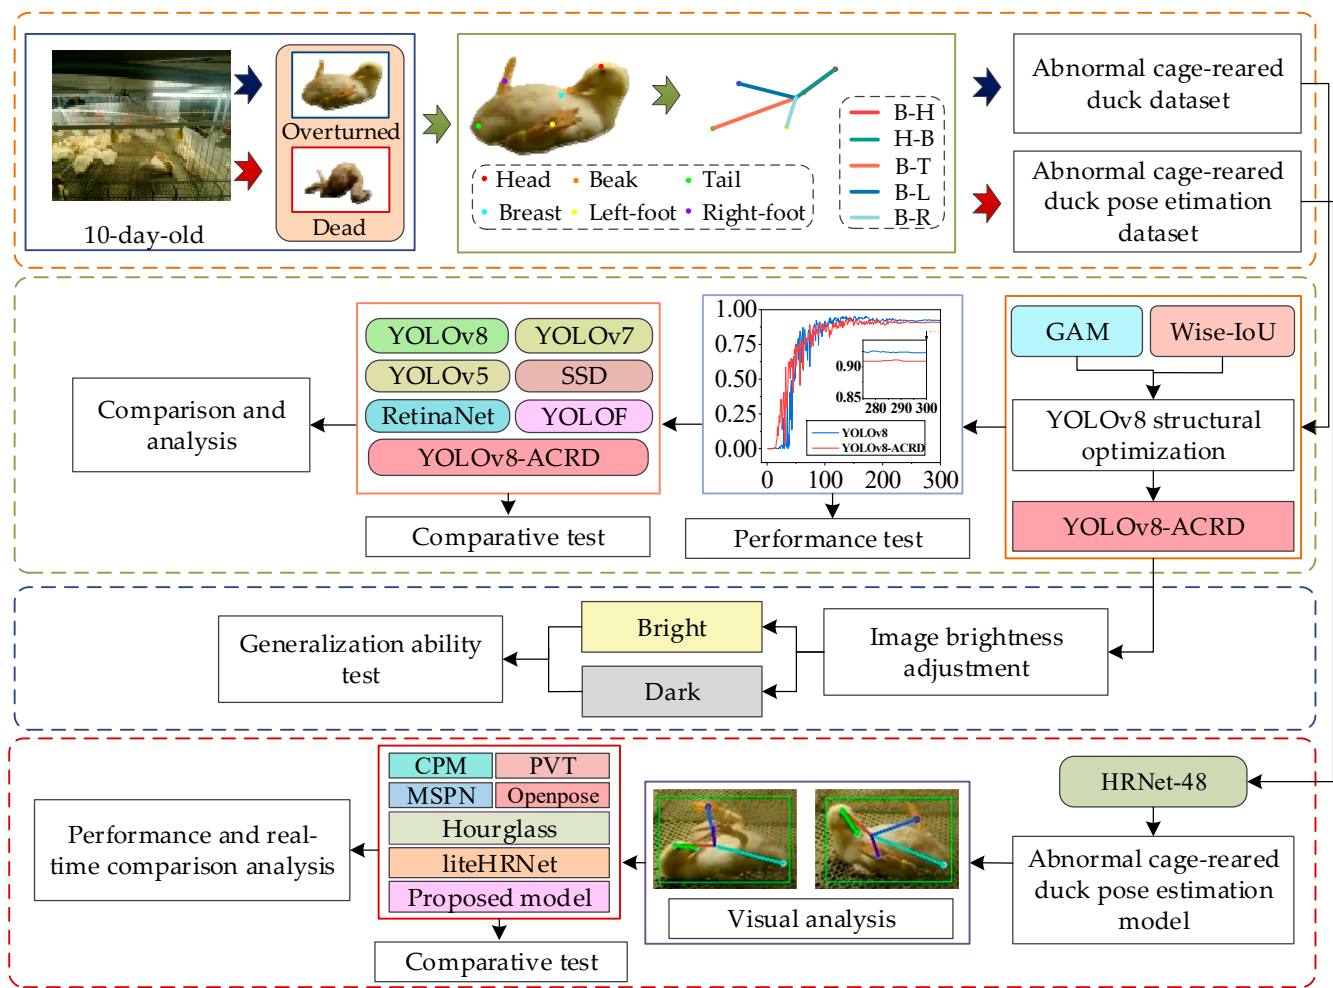 10-day-old
Overturned
Dead
Head
Beak
Tail
Breast
Left-foot
Right-foot
B-H
H-B
B-T
B-L
B-R
Abnormal cage-reared
duck dataset
Abnormal cage-reared
duck pose etimation
dataset
GAM
Wise-IoU
YOLOv8 structural
optimization
YOLOv8-ACRD
1.00
0.75
0.50
0.25
0.00
0
100
200
300
0.90
0.85
280
290
300
YOLOv8
YOLOv8-ACRD
Performance test
YOLOv8
YOLOv7
YOLOv5
SSD
RetinaNet
YOLOF
YOLOv8-ACRD
Comparative test
Comparison and
analysis
Image brightness
adjustment
Bright
Dark
Generalization ability
test
HRNet-48
Abnormal cage-reared
duck pose estimation
model
Visual analysis
CPM
PVT
MSPN
Openpose
Hourglass
liteHRNet
Proposed model
Comparative test
Performance and real-
time comparison analysis